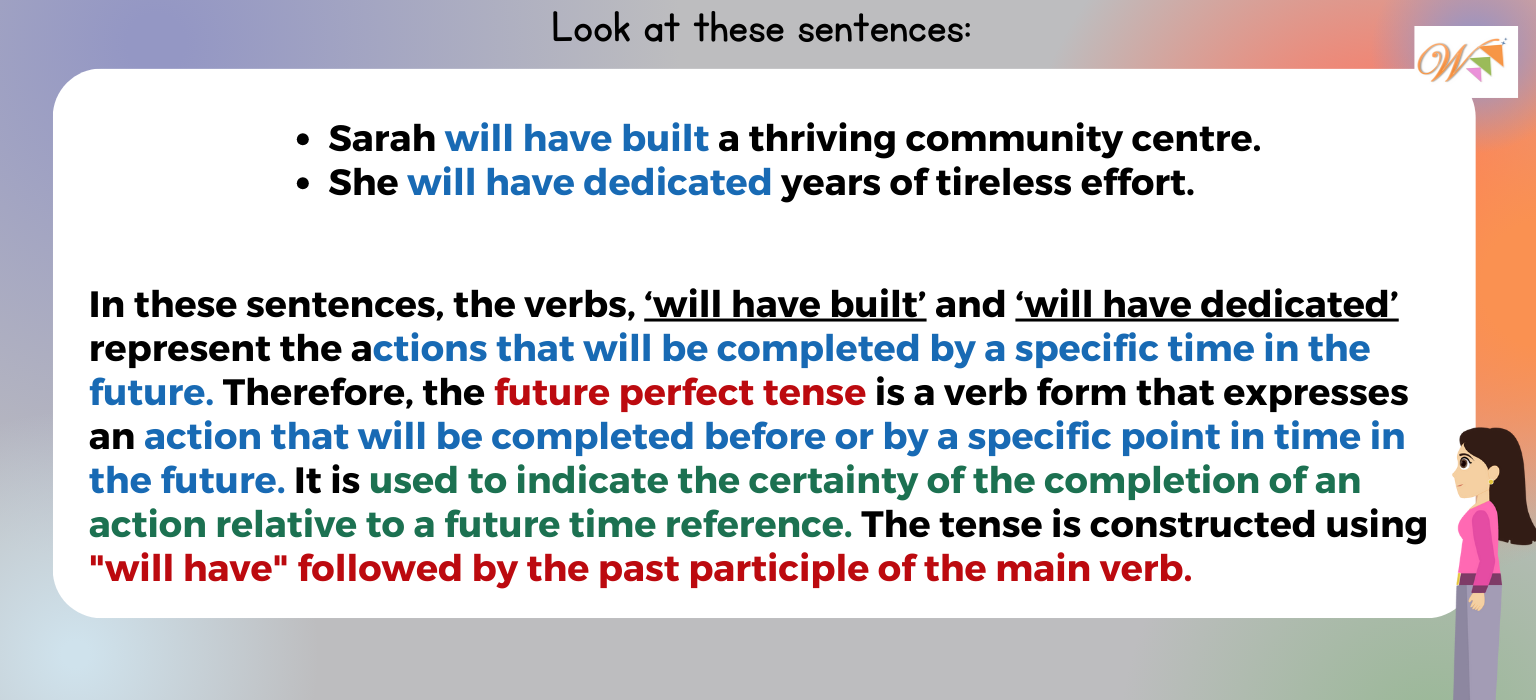 Look at these sentences:
W
• Sarah will have built a thriving community centre.
• She will have dedicated years of tireless effort.
In these sentences, the verbs, ‘will have built’ and ‘will have dedicated’
represent the actions that will be completed by a specific time in the
future. Therefore, the future perfect tense is a verb form that expresses
an action that will be completed before or by a specific point in time in
the future. It is used to indicate the certainty of the completion of an
action relative to a future time reference. The tense is constructed using
"will have" followed by the past participle of the main verb.